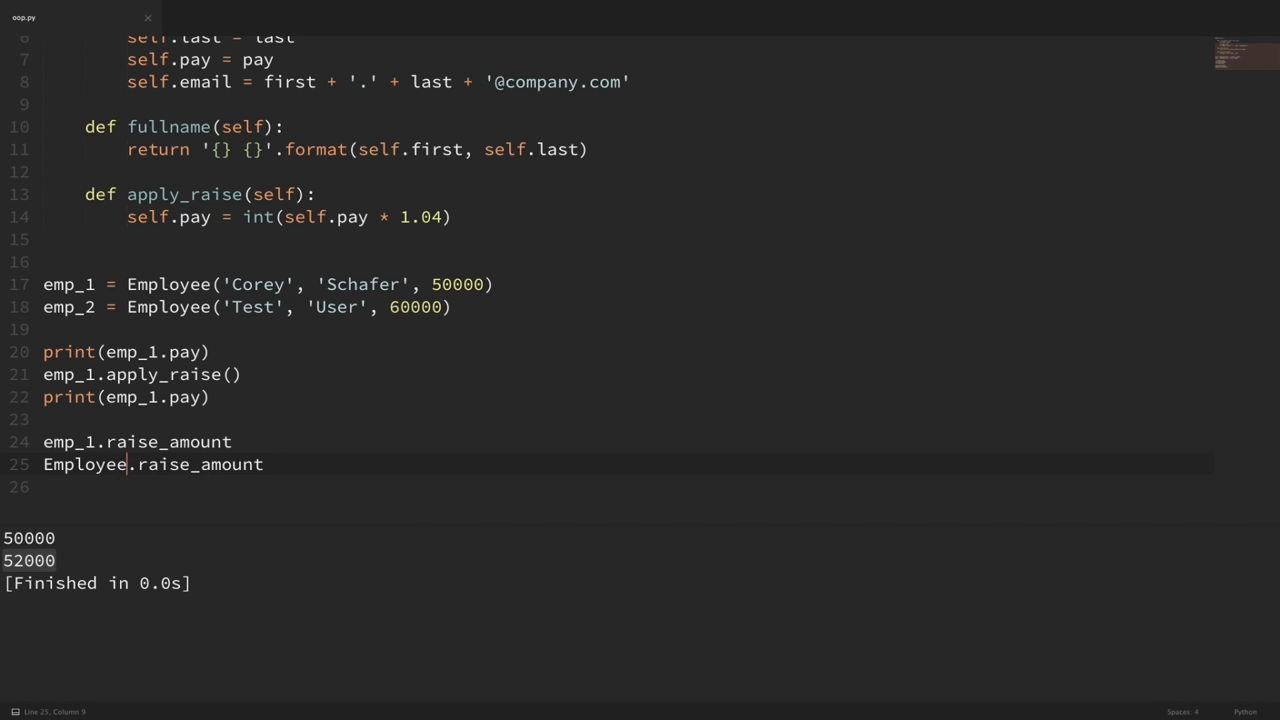 oop.py
6 self.last = last
7 self.pay = pay
8 self.email = first + '.' + last + '@company.com'
9
10 def fullname(self):
11 return '{} {}'.format(self.first, self.last)
12
13 def apply_raise(self):
14 self.pay = int(self.pay * 1.04)
15
16
17 emp_1 = Employee('Corey', 'Schafer', 50000)
18 emp_2 = Employee('Test', 'User', 60000)
19
20 print(emp_1.pay)
21 emp_1.apply_raise()
22 print(emp_1.pay)
23
24 emp_1.raise_amount
25 Employee.raise_amount
26
50000
52000
[Finished in 0.0s]
Line 25, Column 9 Spaces: 4 Python